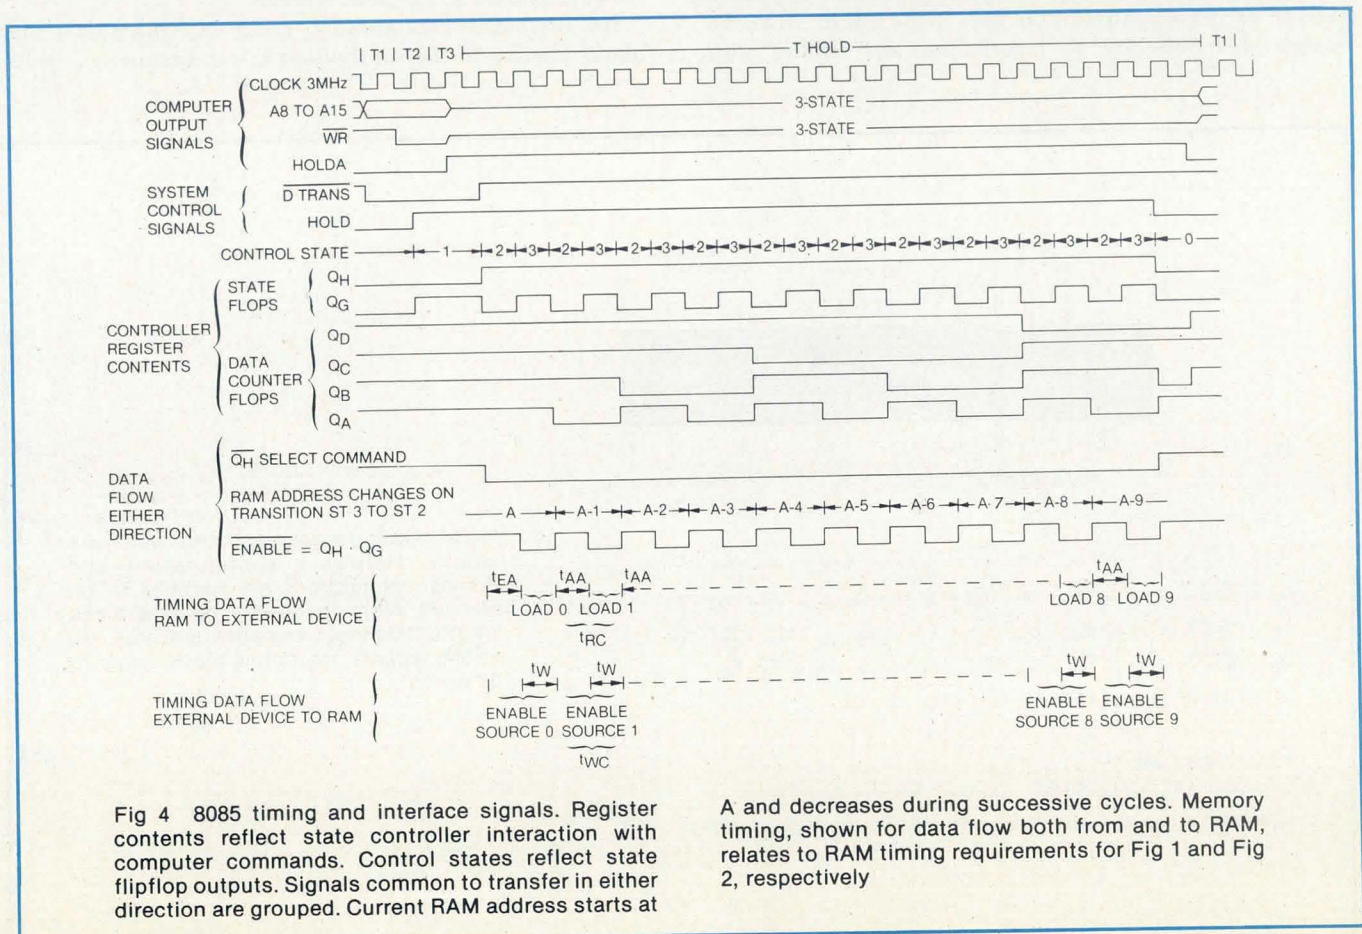 | T1 | T2 | T3 | T HOLD | T1 |
CLOCK 3MHz
COMPUTER
OUTPUT
SIGNALS
A8 TO A15
3-STATE
WR
3-STATE
HOLDA
SYSTEM
CONTROL
SIGNALS
D TRANS
HOLD
CONTROL STATE 1 2 3 2 3 2 3 2 3 2 3 2 3 2 3 2 3 2 3 2 3 0
CONTROLLER
REGISTER
CONTENTS
STATE
FLOPS
QH
QG
DATA
COUNTER
FLOPS
QD
QC
QB
QA
DATA
FLOW
EITHER
DIRECTION
QH SELECT COMMAND
RAM ADDRESS CHANGES ON
TRANSITION ST 3 TO ST 2
A A-1 A-2 A-3 A-4 A-5 A-6 A-7 A-8 A-9
ENABLE = QH · QG
TIMING DATA FLOW
RAM TO EXTERNAL DEVICE
tEA tAA tAA tAA
LOAD 0 LOAD 1 LOAD 8 LOAD 9
tRC
TIMING DATA FLOW
EXTERNAL DEVICE TO RAM
tW tW tW tW
ENABLE ENABLE ENABLE ENABLE
SOURCE 0 SOURCE 1 SOURCE 8 SOURCE 9
tWC
Fig 4 8085 timing and interface signals. Register
contents reflect state controller interaction with
computer commands. Control states reflect state
flipflop outputs. Signals common to transfer in either
direction are grouped. Current RAM address starts at
A and decreases during successive cycles. Memory
timing, shown for data flow both from and to RAM,
relates to RAM timing requirements for Fig 1 and Fig
2, respectively